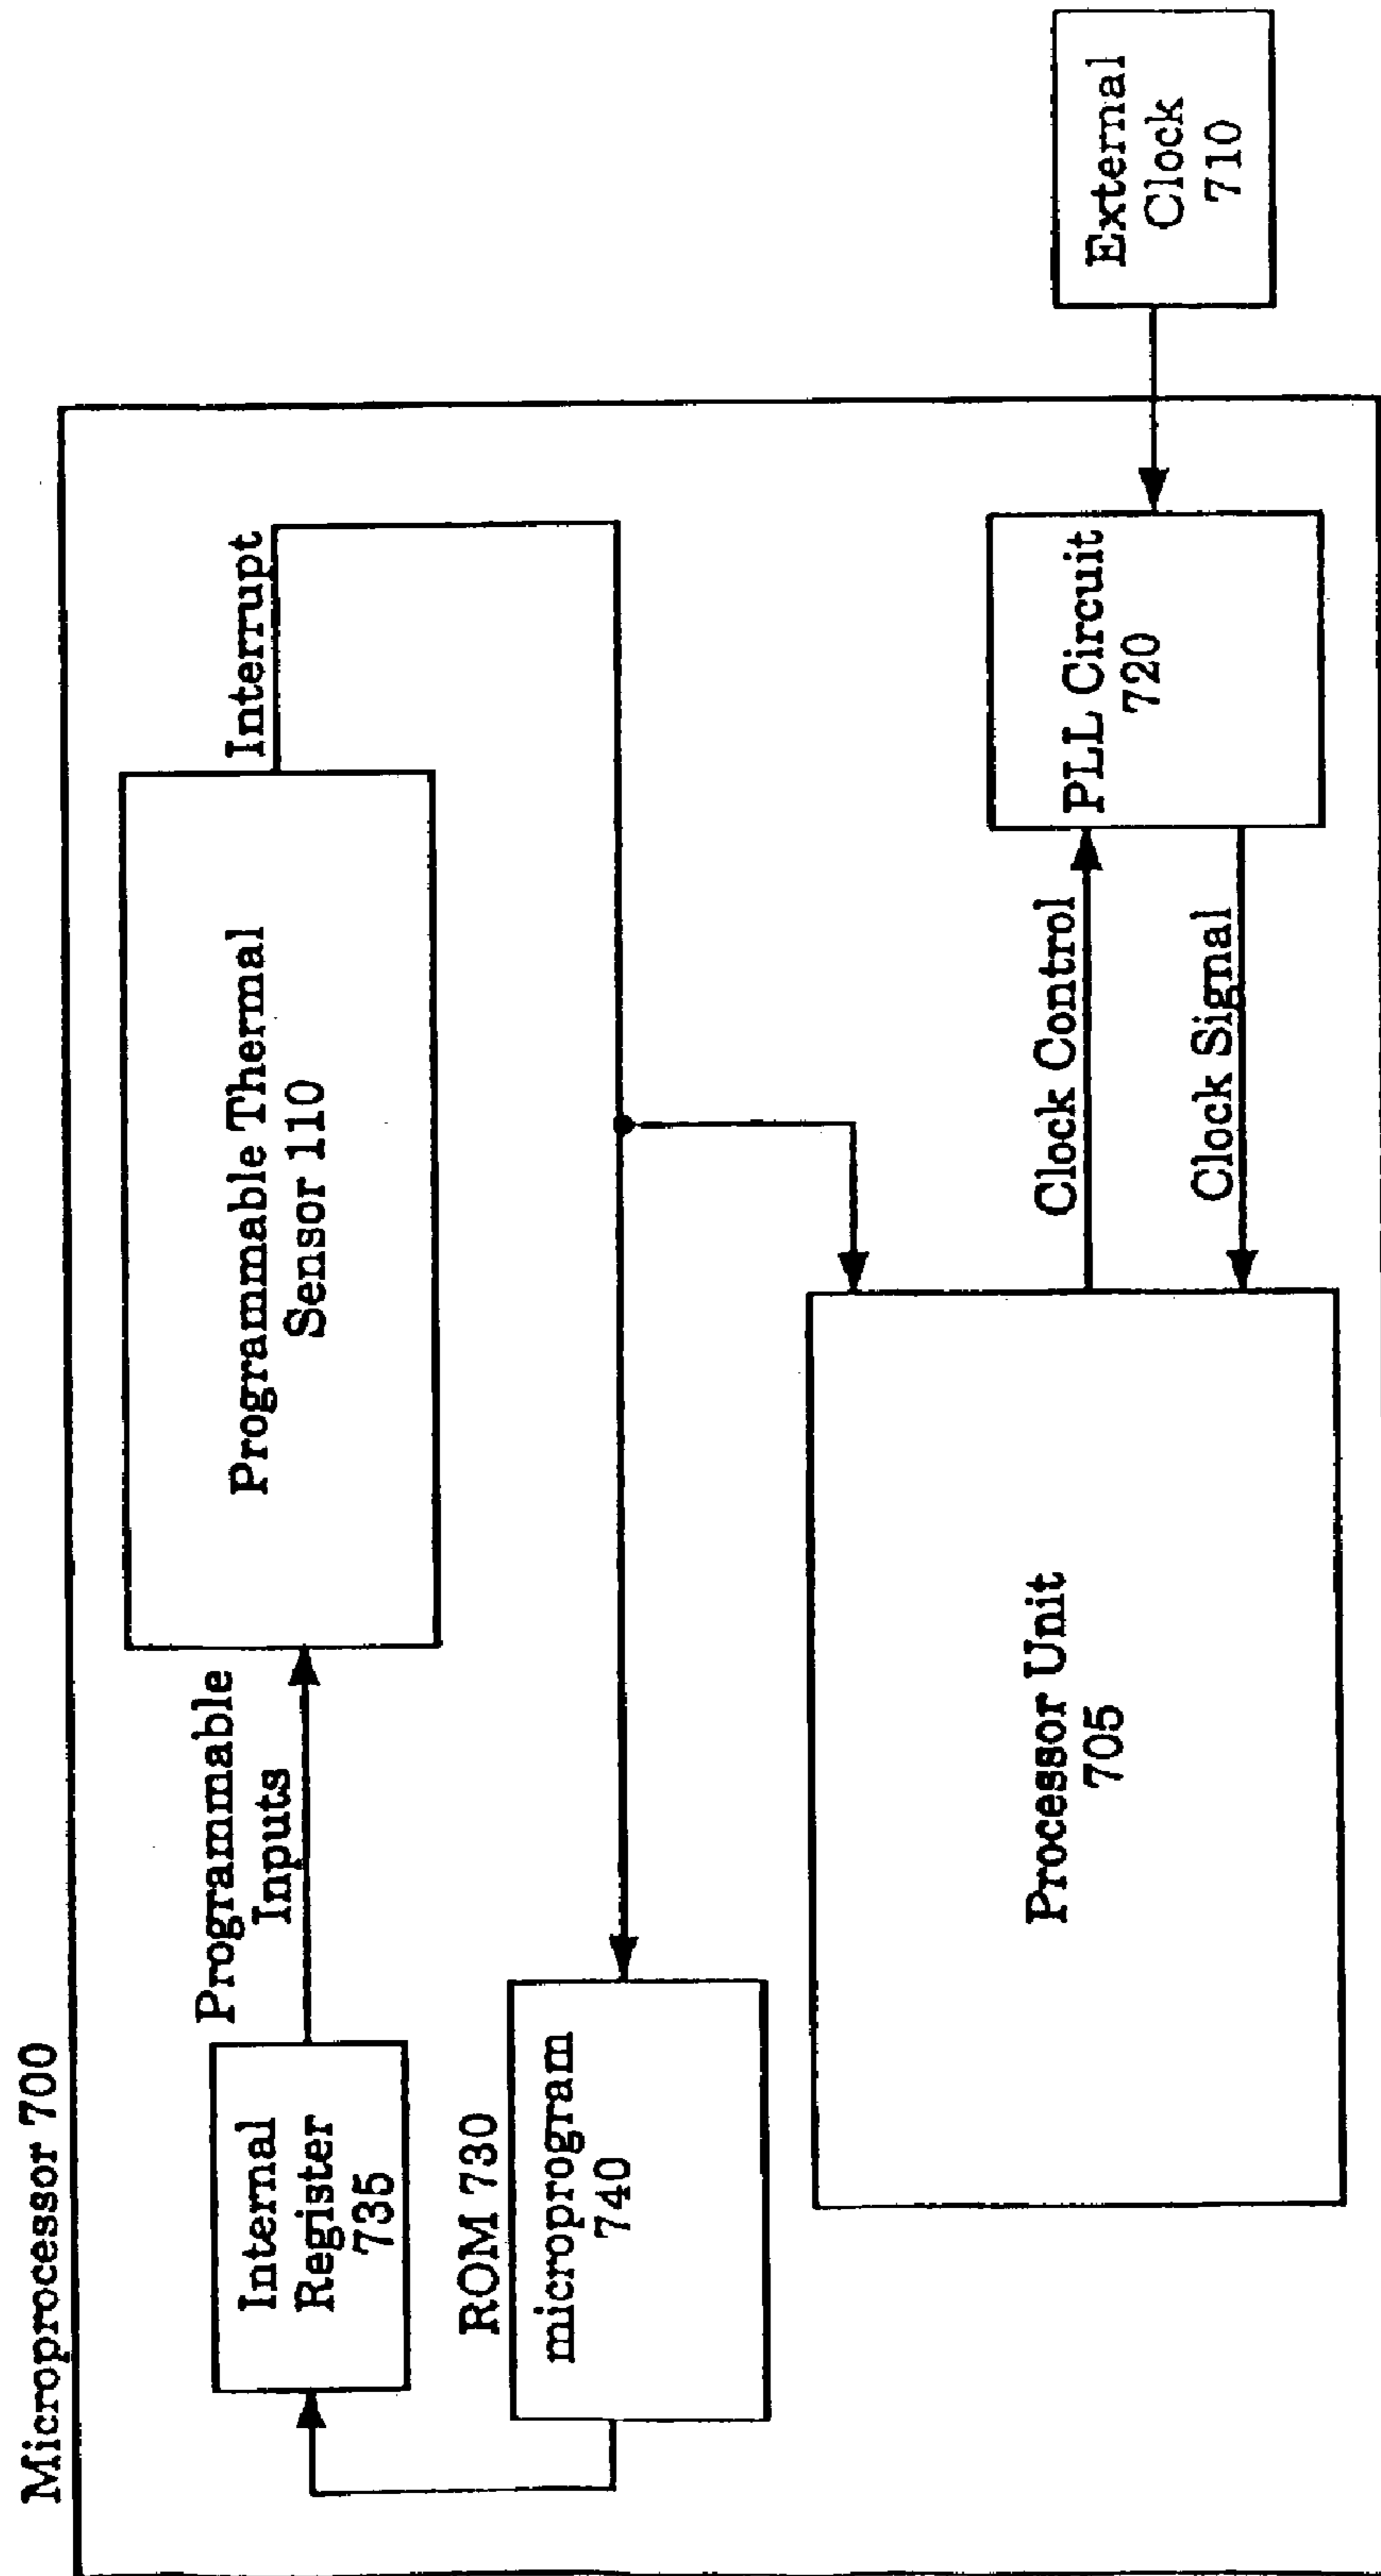 Microprocessor 700
Internal
Register
735
Programmable
Inputs
Programmable Thermal
Sensor 110
Interrupt
ROM 730
microprogram
740
Processor Unit
705
Clock Control
Clock Signal
PLL Circuit
720
External
Clock
710